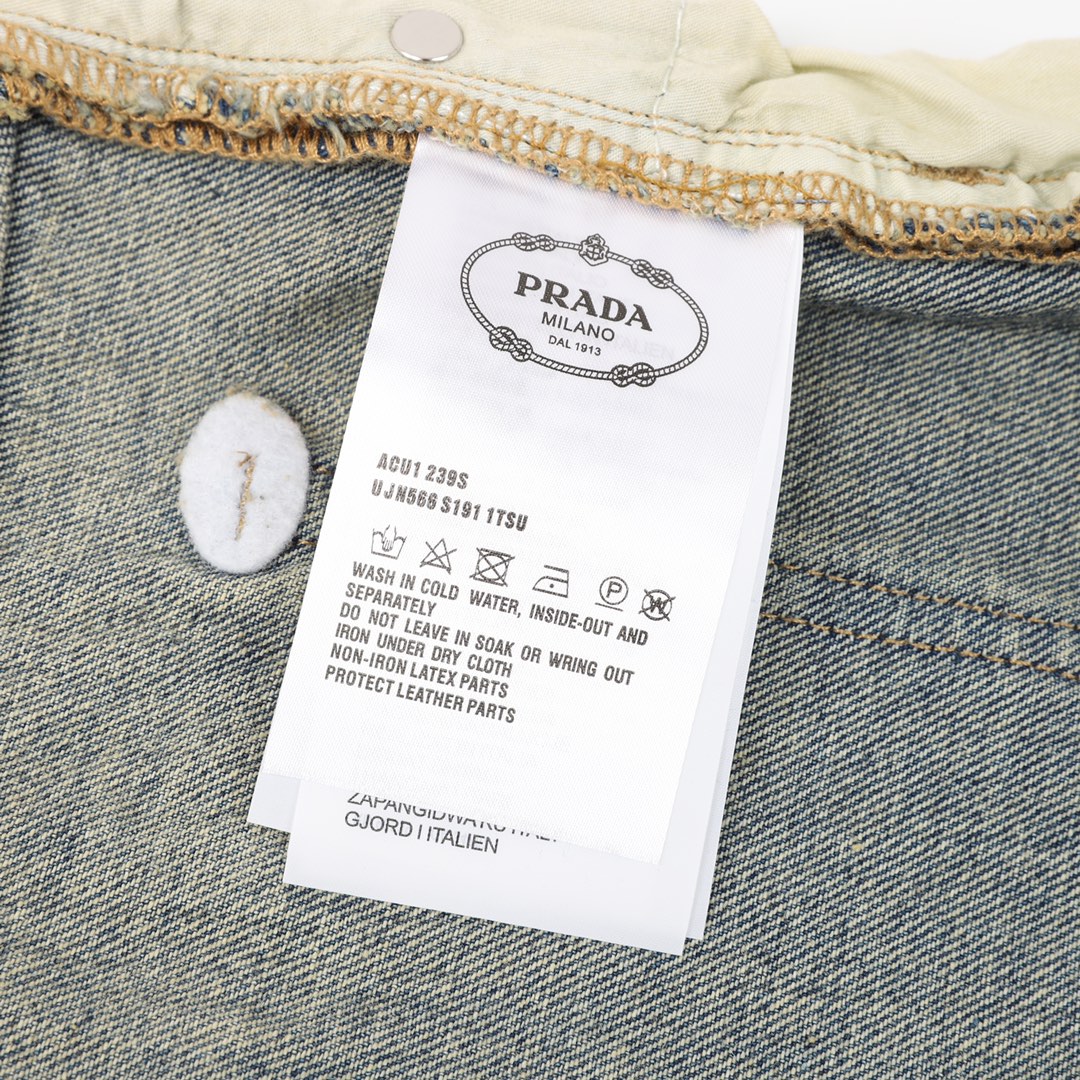 PRADA
MILANO
DAL 1913
ACU1 239S
UJN566 S191 1TSU
P
W
WASH IN COLD WATER, INSIDE-OUT AND
SEPARATELY
DO NOT LEAVE IN SOAK OR WRING OUT
IRON UNDER DRY CLOTH
NON-IRON LATEX PARTS
PROTECT LEATHER PARTS
GJORD I ITALIEN